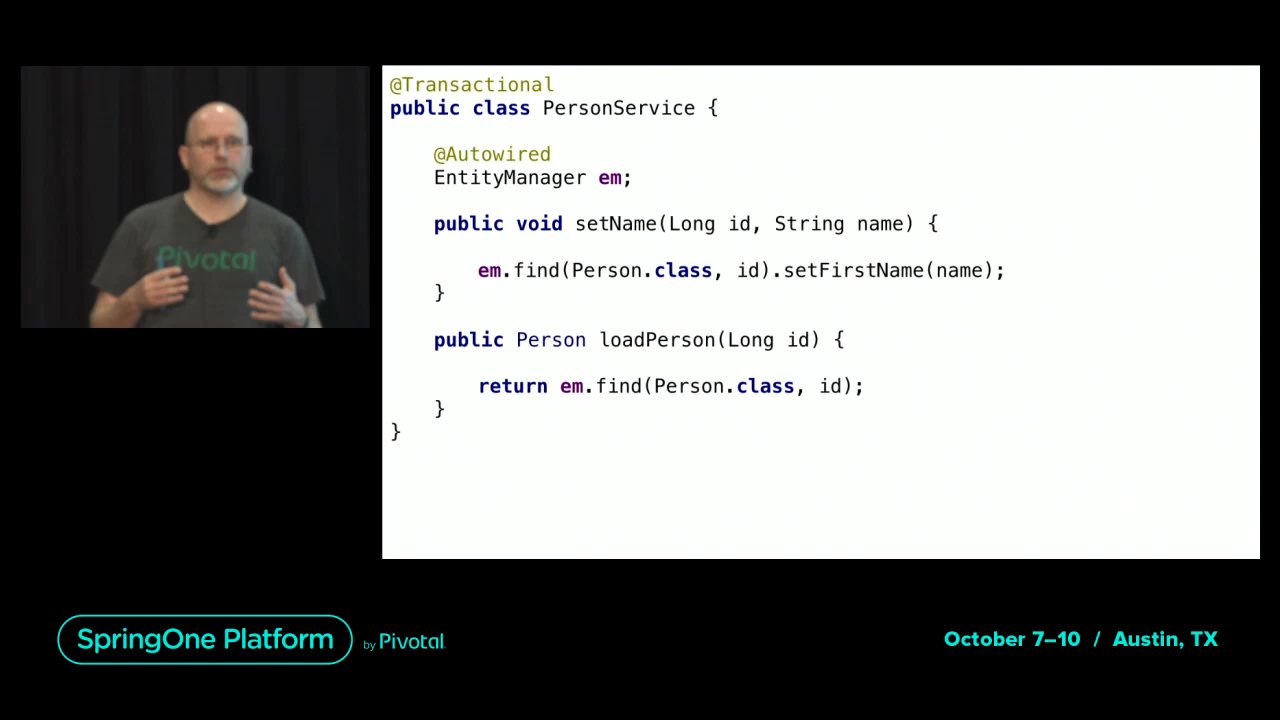 Pivotal
@Transactional
public class PersonService {
@Autowired
EntityManager em;
public void setName(Long id, String name) {
em.find(Person.class, id).setFirstName(name);
}
public Person loadPerson(Long id) {
return em.find(Person.class, id);
}
}
SpringOne Platform by Pivotal
October 7–10 / Austin, TX